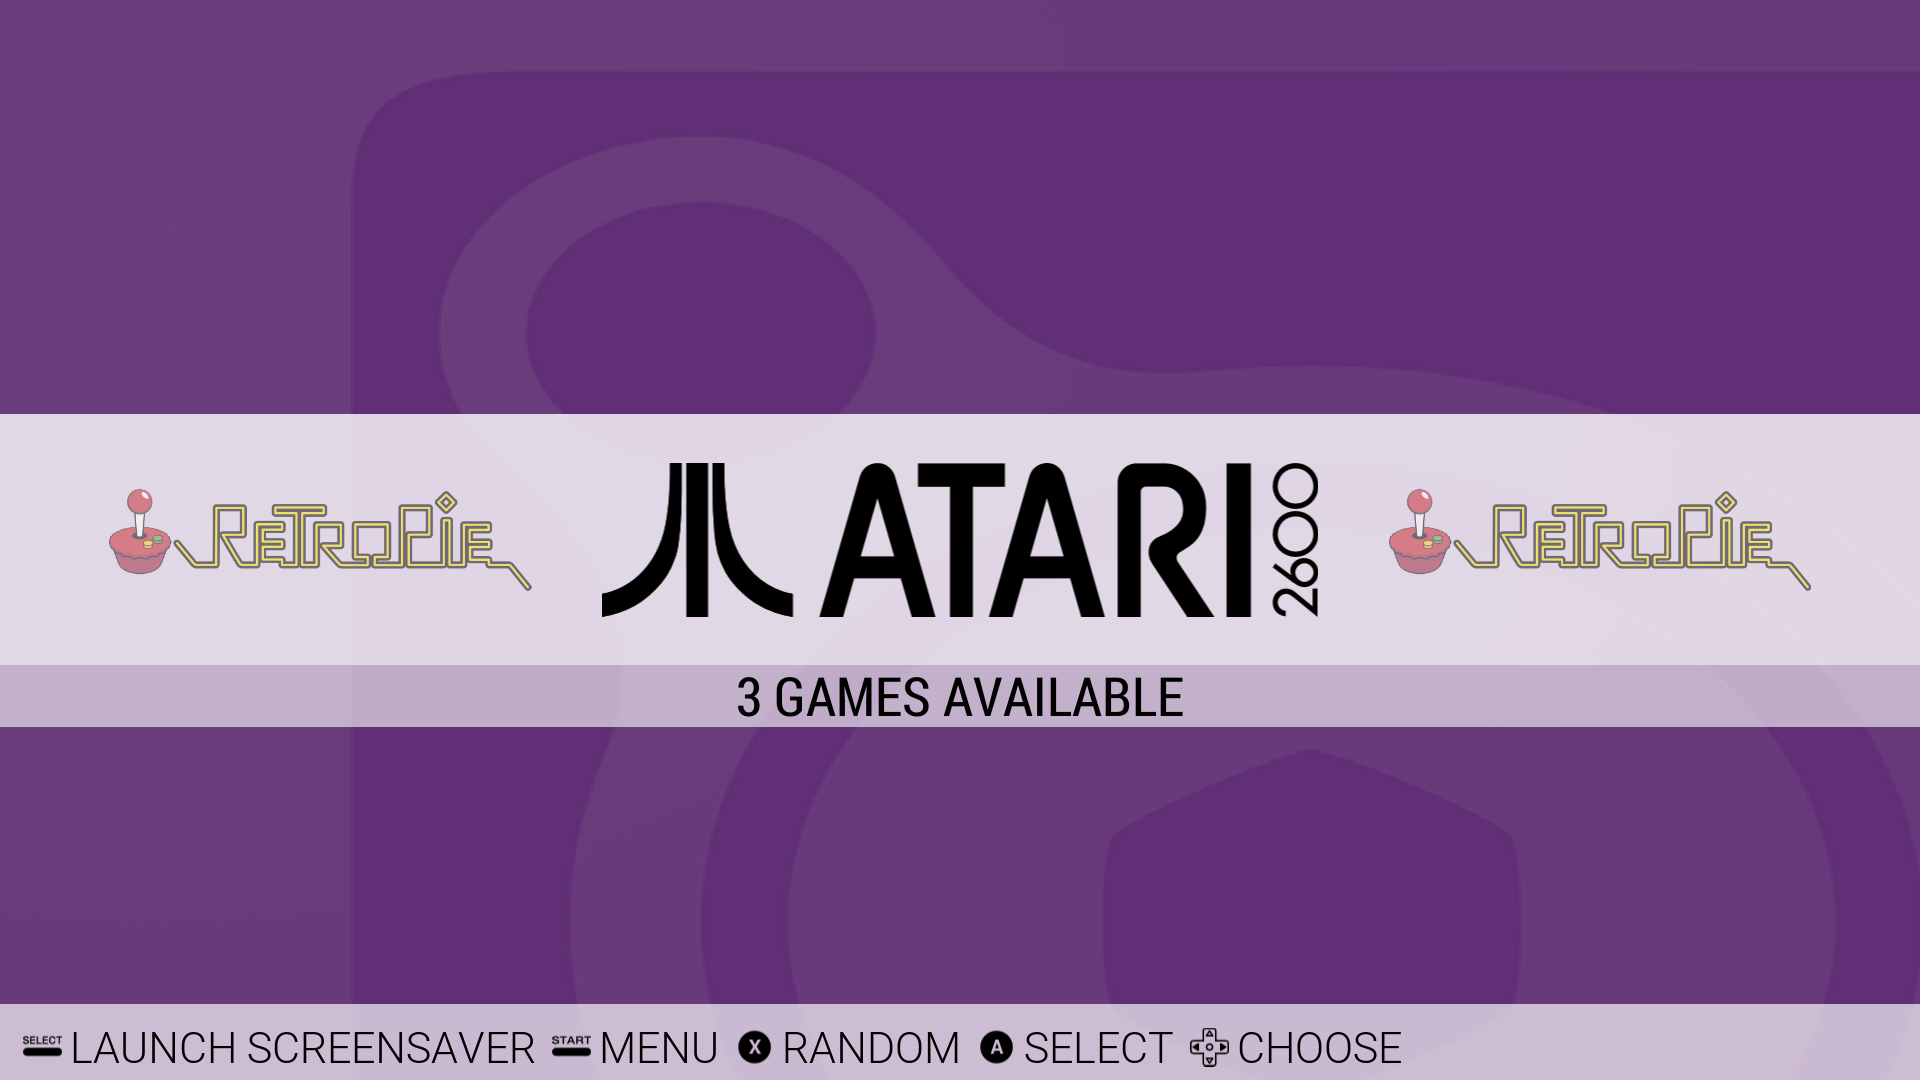 RETROPIE ATARI 2600 RETROPIE
3 GAMES AVAILABLE
SELECT LAUNCH SCREENSAVER START MENU X RANDOM A SELECT CHOOSE